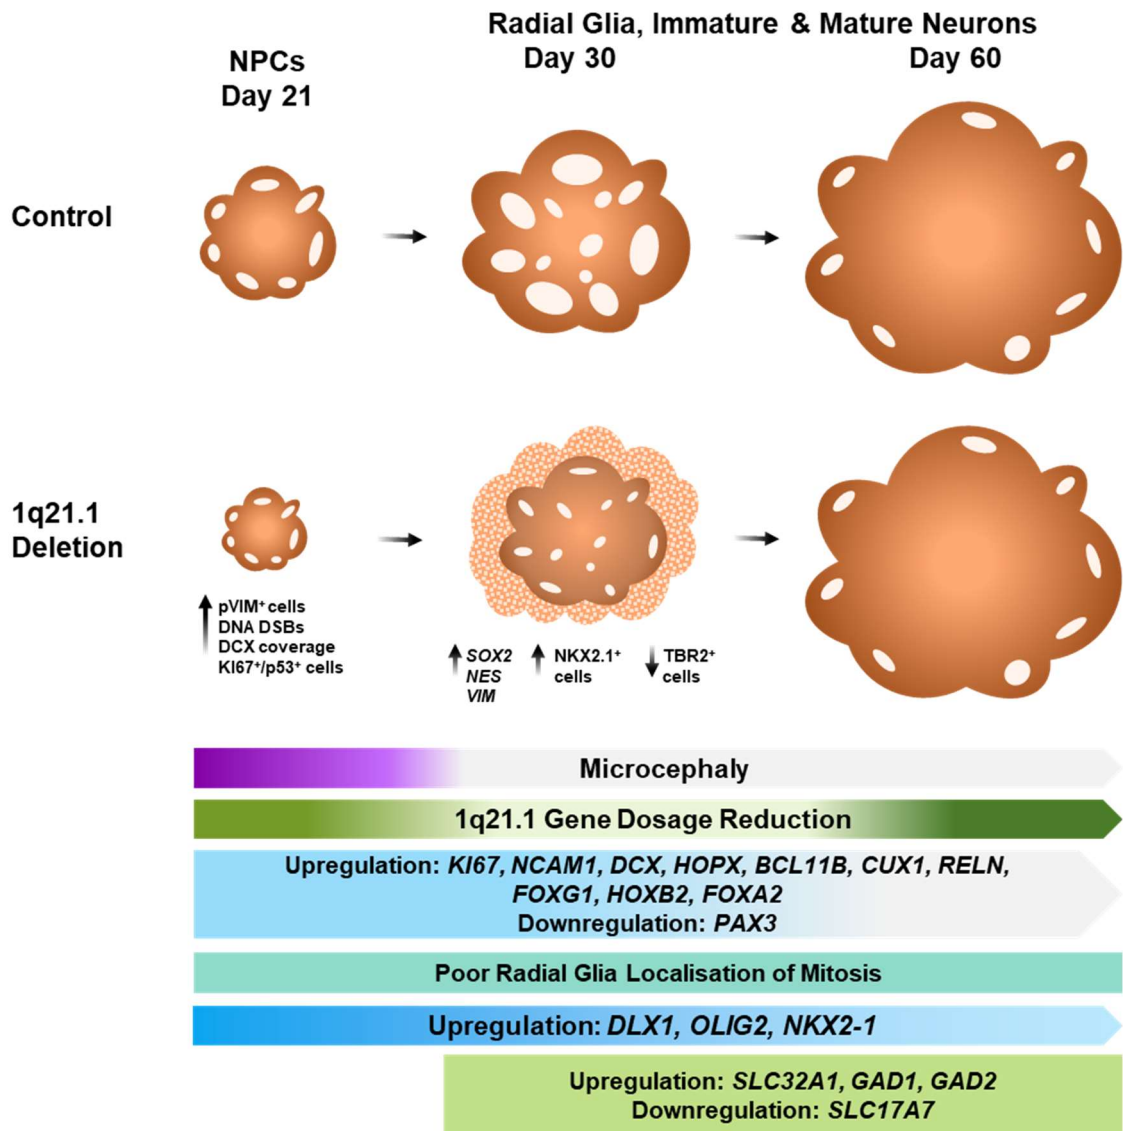 Radial Glia, Immature & Mature Neurons
NPCs
Day 21
Day 30
Day 60
Control
1q21.1
Deletion
pVIM⁺ cells
DNA DSBs
DCX coverage
KI67⁺/p53⁺ cells
SOX2
NES
VIM
NKX2.1⁺
cells
TBR2⁺
cells
Microcephaly
1q21.1 Gene Dosage Reduction
Upregulation: KI67, NCAM1, DCX, HOPX, BCL11B, CUX1, RELN,
FOXG1, HOXB2, FOXA2
Downregulation: PAX3
Poor Radial Glia Localisation of Mitosis
Upregulation: DLX1, OLIG2, NKX2-1
Upregulation: SLC32A1, GAD1, GAD2
Downregulation: SLC17A7